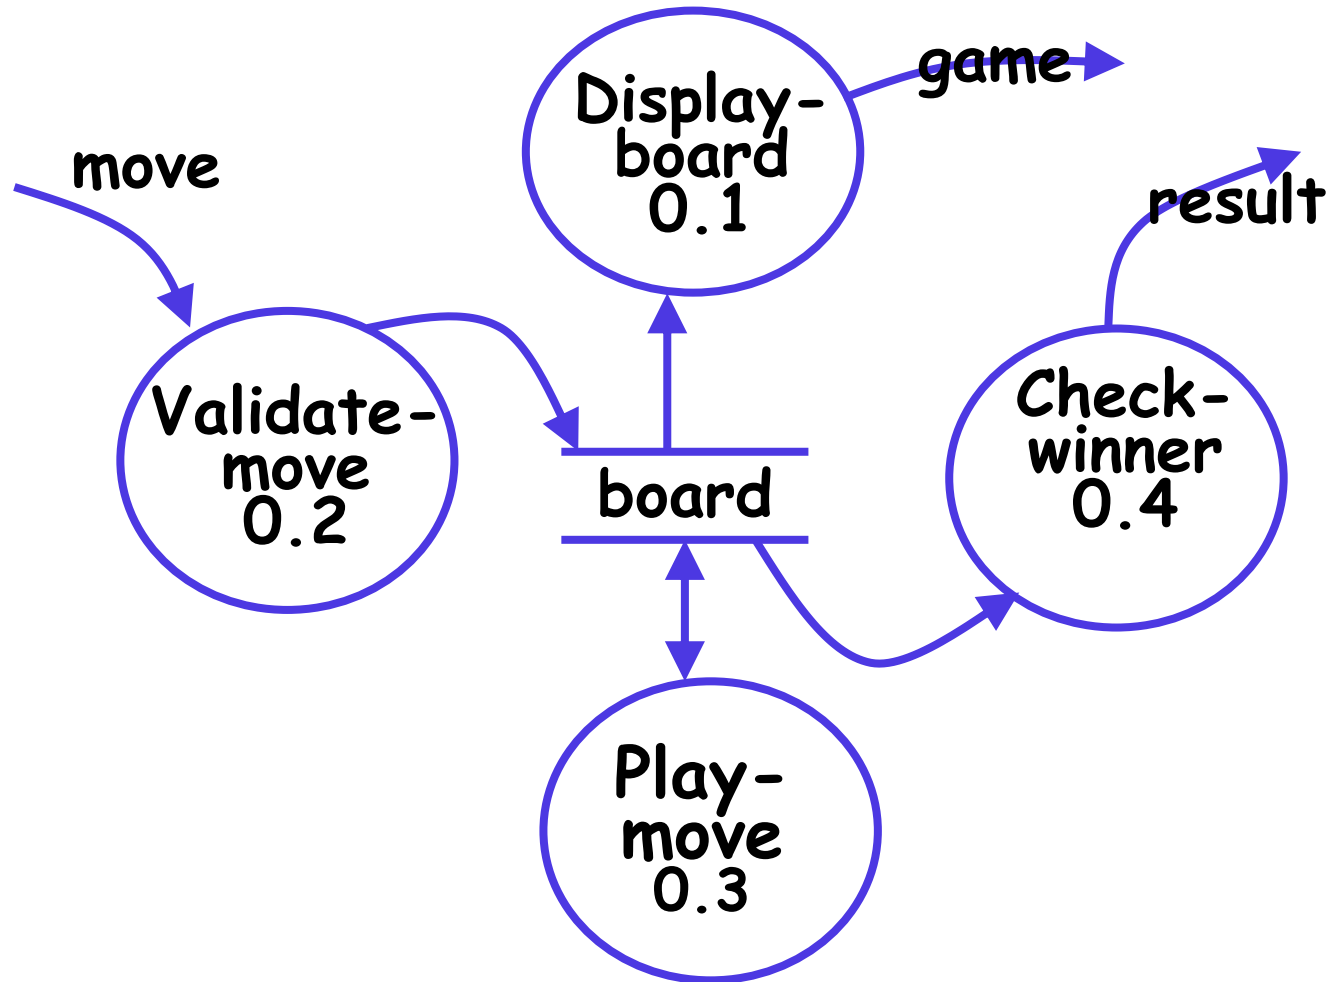 game
Display-
board
0.1
move
result
Validate-
move
0.2
board
Check-
winner
0.4
Play-
move
0.3